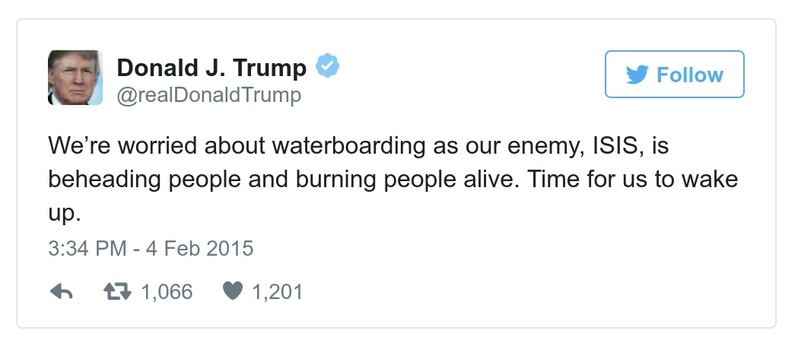 Donald J. Trump
@realDonaldTrump
Follow
We’re worried about waterboarding as our enemy, ISIS, is
beheading people and burning people alive. Time for us to wake
up.
3:34 PM - 4 Feb 2015
1,066 1,201